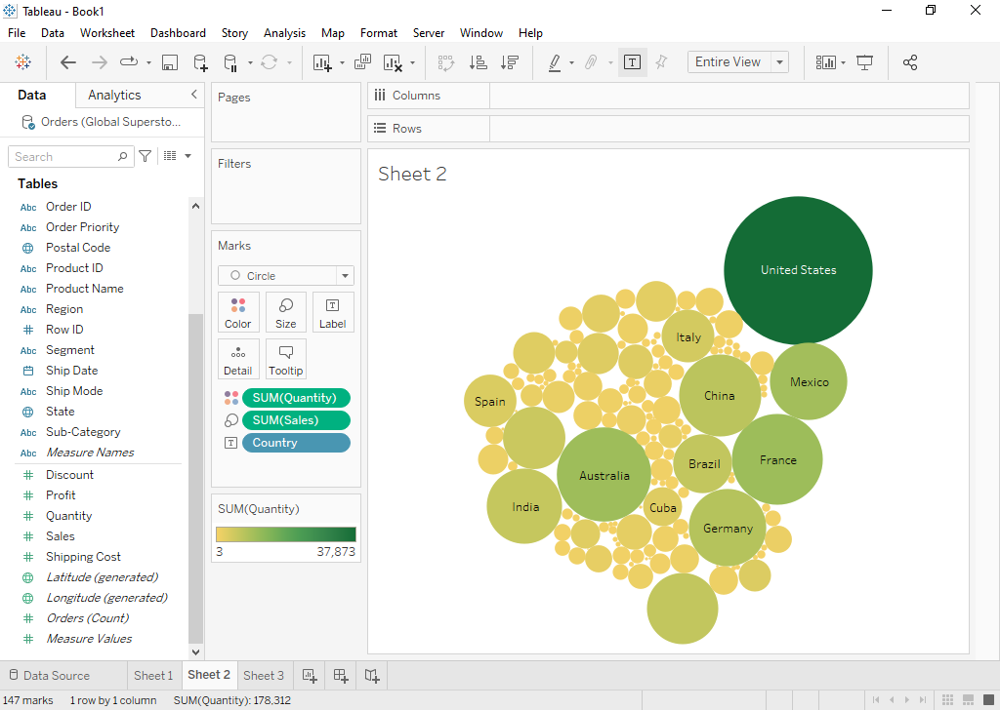 Tableau - Book1
File Data Worksheet Dashboard Story Analysis Map Format Server Window Help
Entire View
Data Analytics
Orders (Global Supersto...
Search
Tables
Abc Order ID
Abc Order Priority
Postal Code
Abc Product ID
Abc Product Name
Abc Region
# Row ID
Abc Segment
Ship Date
Abc Ship Mode
State
Abc Sub-Category
Abc Measure Names
# Discount
# Profit
# Quantity
# Sales
# Shipping Cost
Latitude (generated)
Longitude (generated)
# Orders (Count)
# Measure Values
Pages
Filters
Marks
Circle
Color Size Label
Detail Tooltip
SUM(Quantity)
SUM(Sales)
Country
SUM(Quantity)
3 37,873
Columns
Rows
Sheet 2
United States
Italy
Mexico
China
Spain
France
Brazil
Australia
India
Cuba
Germany
Data Source Sheet 1 Sheet 2 Sheet 3
147 marks 1 row by 1 column SUM(Quantity): 178,312